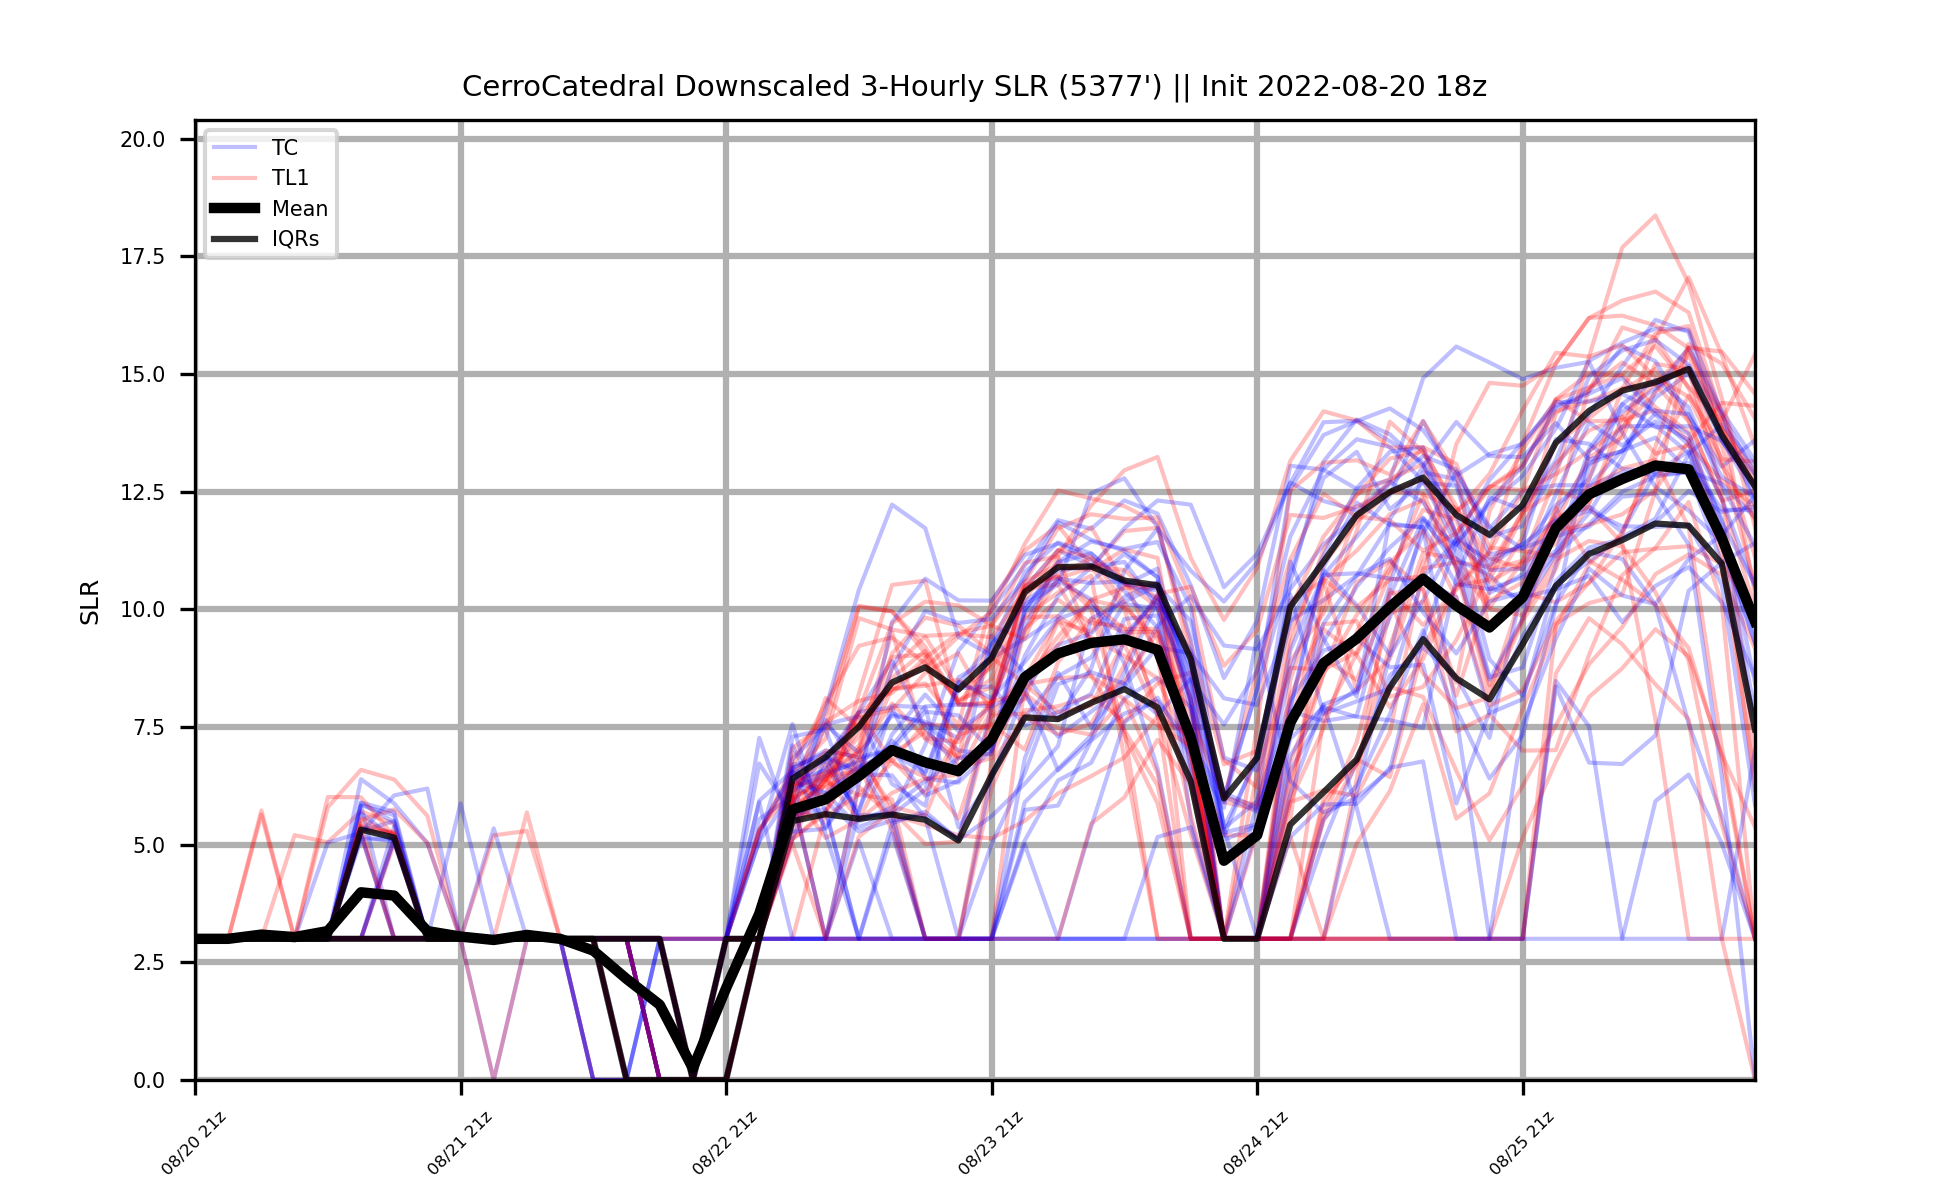 CerroCatedral Downscaled 3-Hourly SLR (5377') || Init 2022-08-20 18z
TC
TL1
Mean
IQRs
SLR
20.0
17.5
15.0
12.5
10.0
7.5
5.0
2.5
0.0
08/20 21z
08/21 21z
08/22 21z
08/23 21z
08/24 21z
08/25 21z